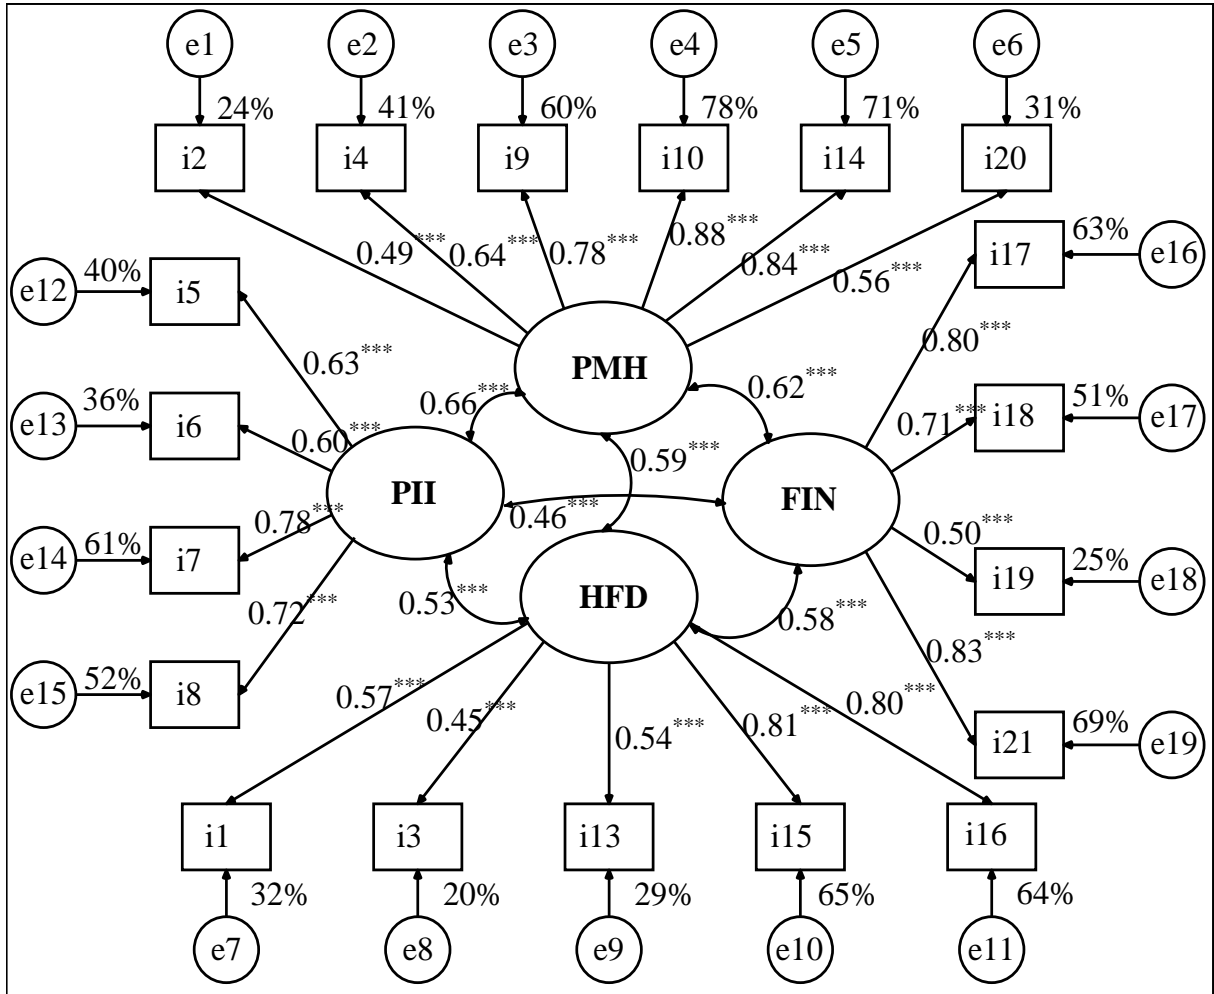 e1 e2 e3 e4 e5 e6
24% 41% 60% 78% 71% 31%
i2 i4 i9 i10 i14 i20
0.49*** 0.64*** 0.78*** 0.88*** 0.84*** 0.56***
i17 63% e16
e12 40% i5
0.63*** 0.80***
PMH
0.66*** 0.62***
e13 36% i6
0.60***
0.71*** i18 51% e17
0.59***
PII FIN
0.46***
e14 61% i7
0.78***
0.50***
i19 25% e18
0.72*** 0.53*** HFD 0.58***
0.83***
e15 52% i8
0.57*** 0.45*** 0.54*** 0.81*** 0.80***
i21 69% e19
i1 i3 i13 i15 i16
32% 20% 29% 65% 64%
e7 e8 e9 e10 e11